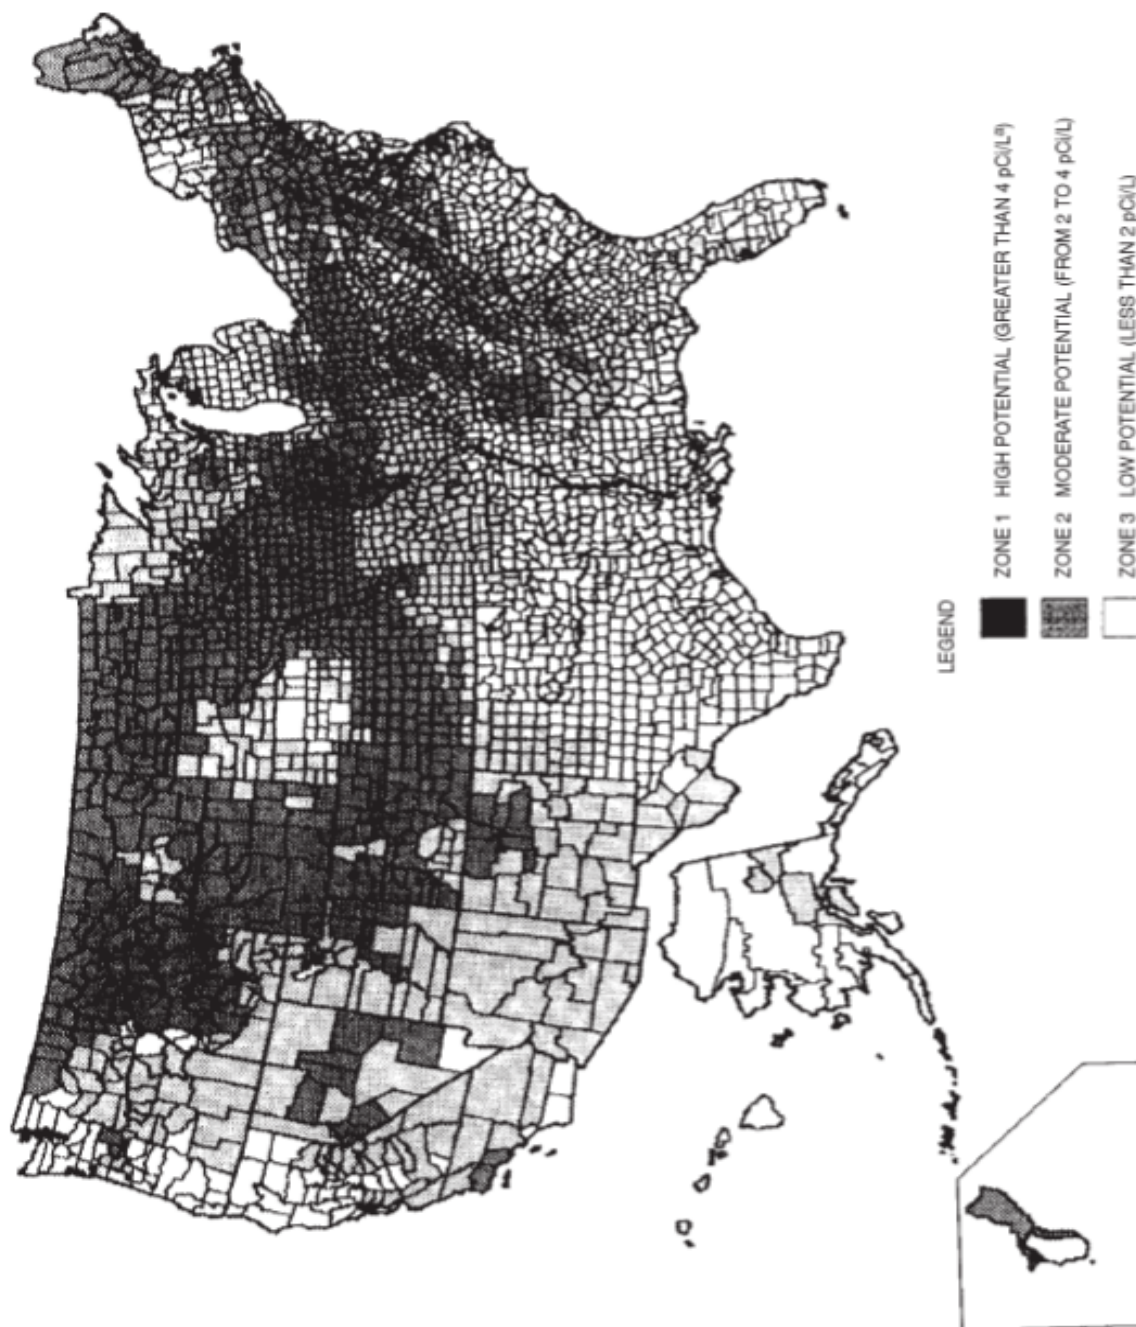 LEGEND
ZONE 1 HIGH POTENTIAL (GREATER THAN 4 pCi/Lª)
ZONE 2 MODERATE POTENTIAL (FROM 2 TO 4 pCi/L)
ZONE 3 LOW POTENTIAL (LESS THAN 2 pCi/L)